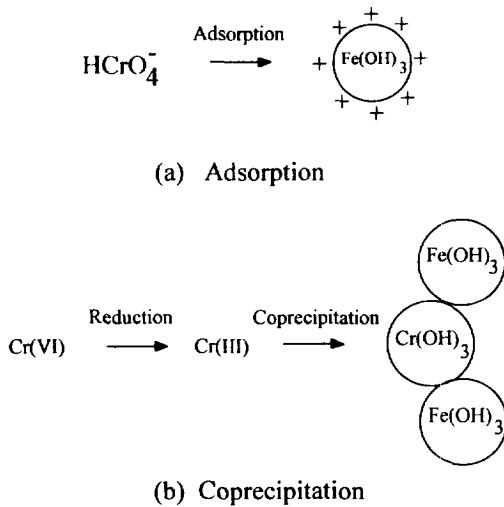 Adsorption
HCrO₄⁻ + + + + + + + + Fe(OH)₃
(a) Adsorption
Fe(OH)₃
Reduction Coprecipitation
Cr(VI) Cr(III) Cr(OH)₃
Fe(OH)₃
(b) Coprecipitation